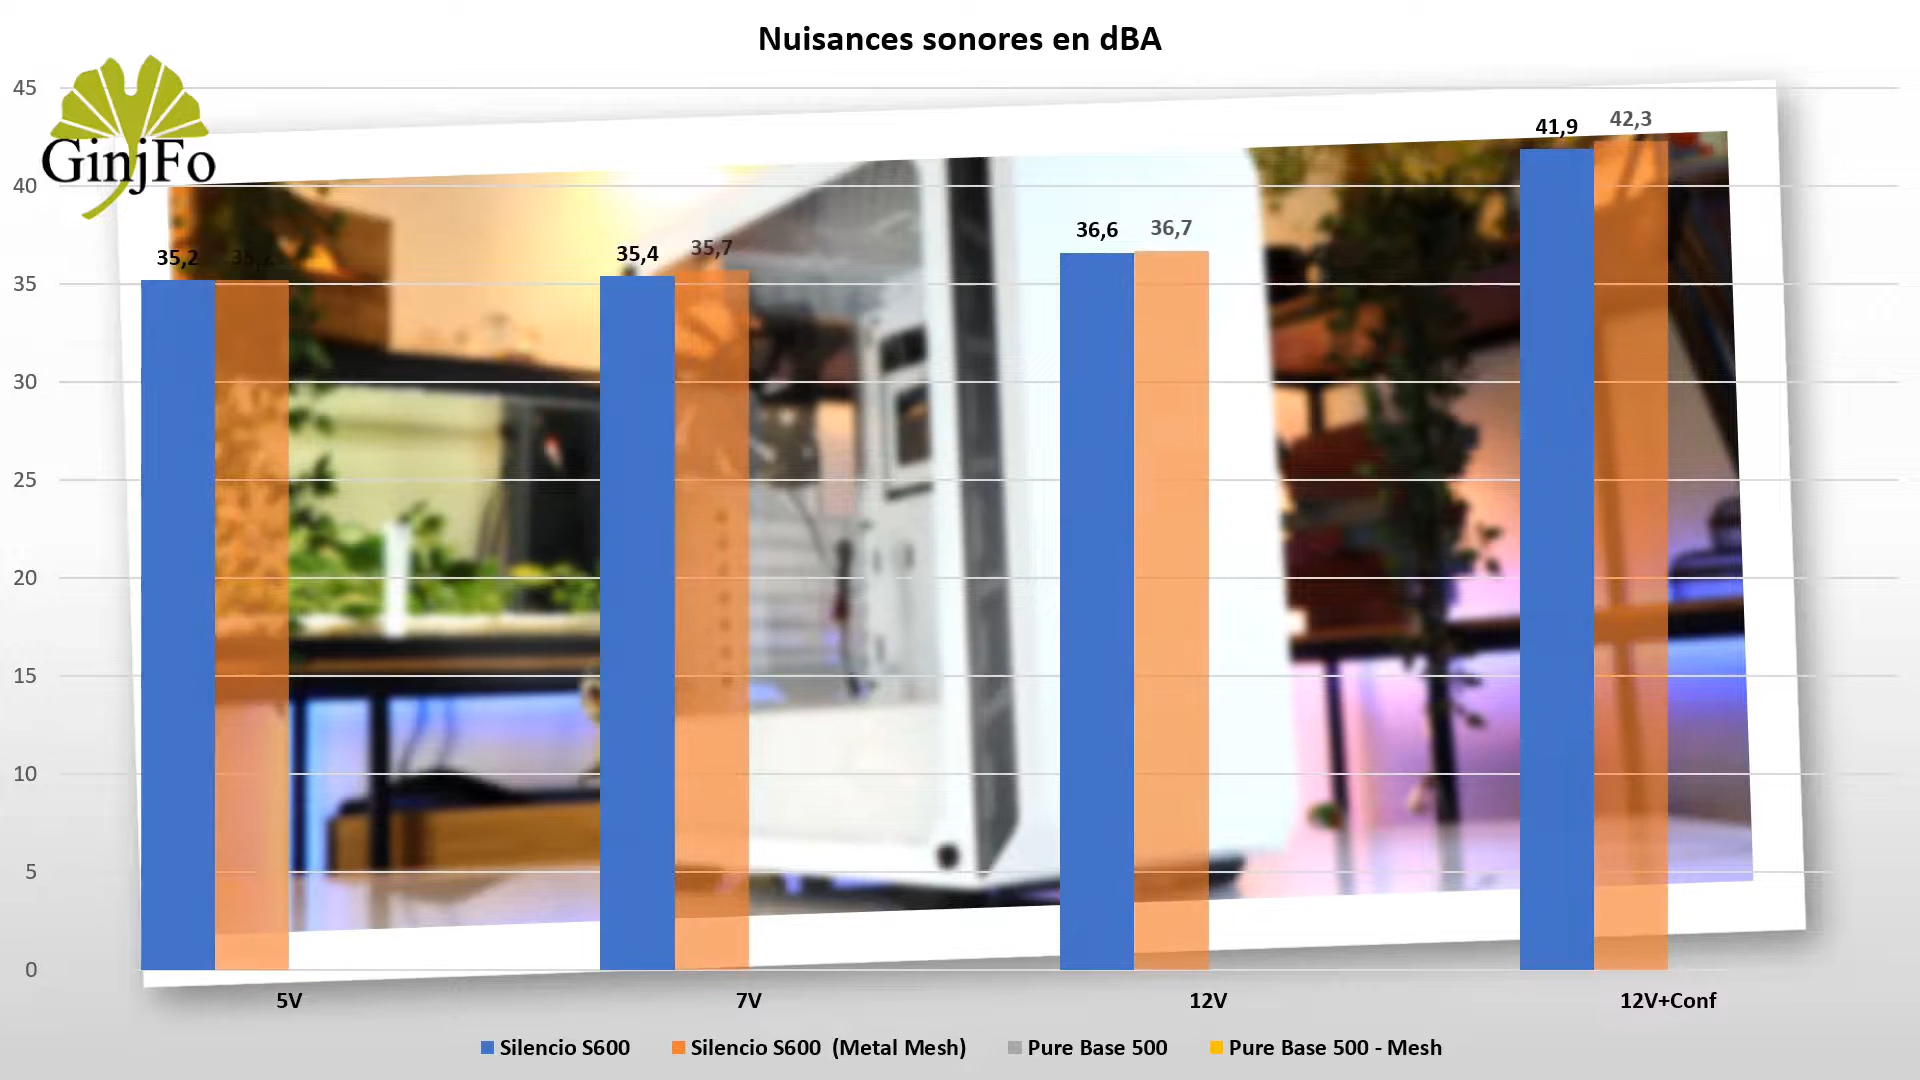 Nuisances sonores en dBA
GinjFo
45
40
35
30
25
20
15
10
5
0
35,2
35,2
35,4
35,7
36,6
36,7
41,9
42,3
5V
7V
12V
12V+Conf
Silencio S600
Silencio S600 (Metal Mesh)
Pure Base 500
Pure Base 500 - Mesh